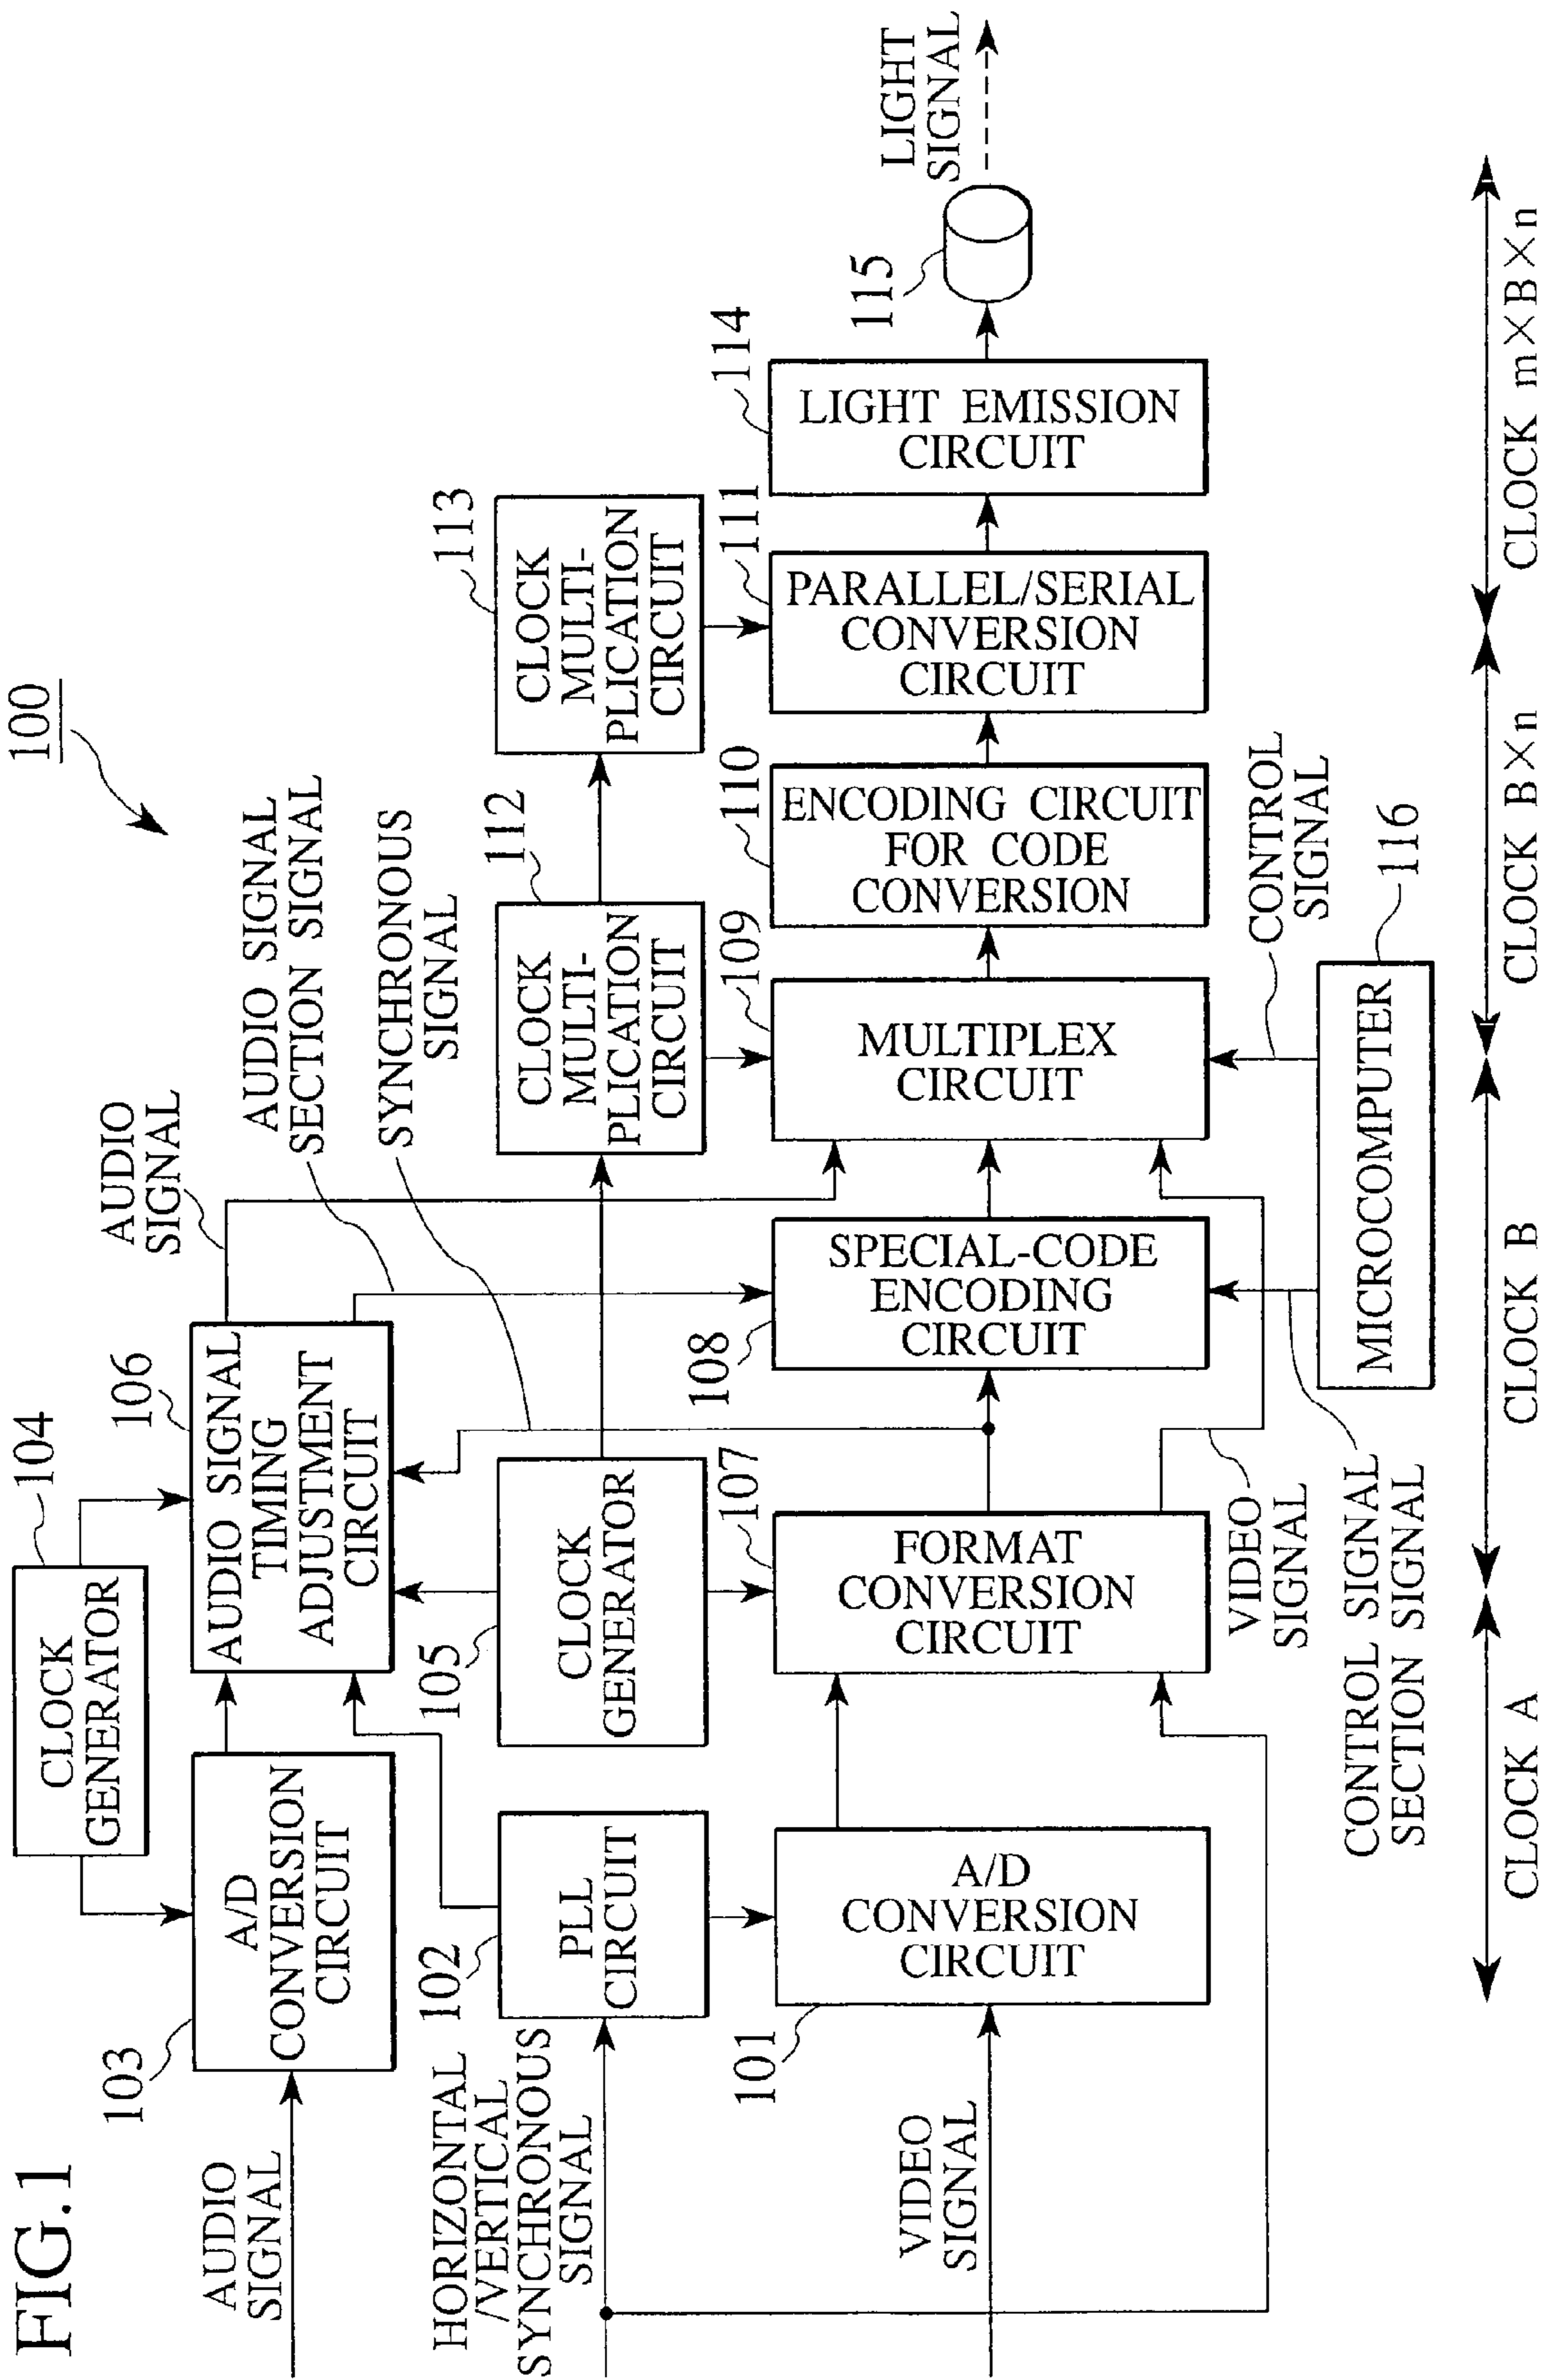 FIG.1
100
104
CLOCK
GENERATOR
103
A/D
CONVERSION
CIRCUIT
106
AUDIO SIGNAL
TIMING
ADJUSTMENT
CIRCUIT
AUDIO
SIGNAL
AUDIO
SIGNAL
AUDIO SIGNAL
SECTION SIGNAL
SYNCHRONOUS
SIGNAL
HORIZONTAL
/VERTICAL
SYNCHRONOUS
SIGNAL
102
PLL
CIRCUIT
105
CLOCK
GENERATOR
112
CLOCK
MULTI-
PLICATION
CIRCUIT
113
CLOCK
MULTI-
PLICATION
CIRCUIT
VIDEO
SIGNAL
101
A/D
CONVERSION
CIRCUIT
107
FORMAT
CONVERSION
CIRCUIT
108
SPECIAL-CODE
ENCODING
CIRCUIT
109
MULTIPLEX
CIRCUIT
110
ENCODING CIRCUIT
FOR CODE
CONVERSION
111
PARALLEL/SERIAL
CONVERSION
CIRCUIT
114
LIGHT EMISSION
CIRCUIT
115
LIGHT
SIGNAL
VIDEO
SIGNAL
CONTROL SIGNAL
SECTION SIGNAL
CONTROL
SIGNAL
MICROCOMPUTER
116
CLOCK A
CLOCK B
CLOCK B×n
CLOCK m×B×n